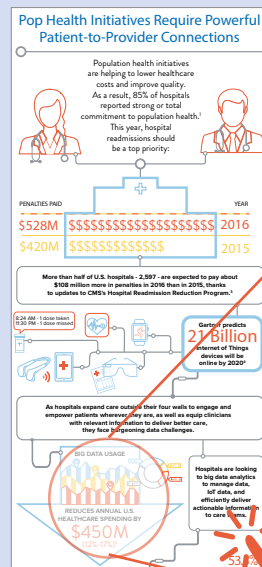 Pop Health Initiatives Require Powerful
Patient-to-Provider Connections
Population health initiatives
are helping to lower healthcare
costs and improve quality.
As a result, 85% of hospitals
reported strong or total
commitment to population health.¹
This year, hospital
readmissions should
be a top priority:
PENALTIES PAID
YEAR
$528M $$$$$$$$$$$$$$$$$$$ 2016
$420M $$$$$$$$$$$$$ 2015
More than half of U.S. hospitals - 2,597 - are expected to pay about
$108 million more in penalties in 2016 than in 2015, thanks
to updates to CMS's Hospital Readmission Reduction Program.³
8:24 AM - 1 dose taken
11:30 PM - 1 dose missed
Gartner predicts
21 Billion
Internet of Things
devices will be
online by 2020⁴
As hospitals expand care outside their four walls to engage and
empower patients wherever they are, as well as equip clinicians
with relevant information to deliver better care,
they face burgeoning data challenges.
BIG DATA USAGE
REDUCES ANNUAL U.S.
HEALTHCARE SPENDING BY
$450M
(12%-17%)⁵
Hospitals are looking
to big data analytics
to manage data,
IoT data, and
efficiently deliver
actionable information
to care